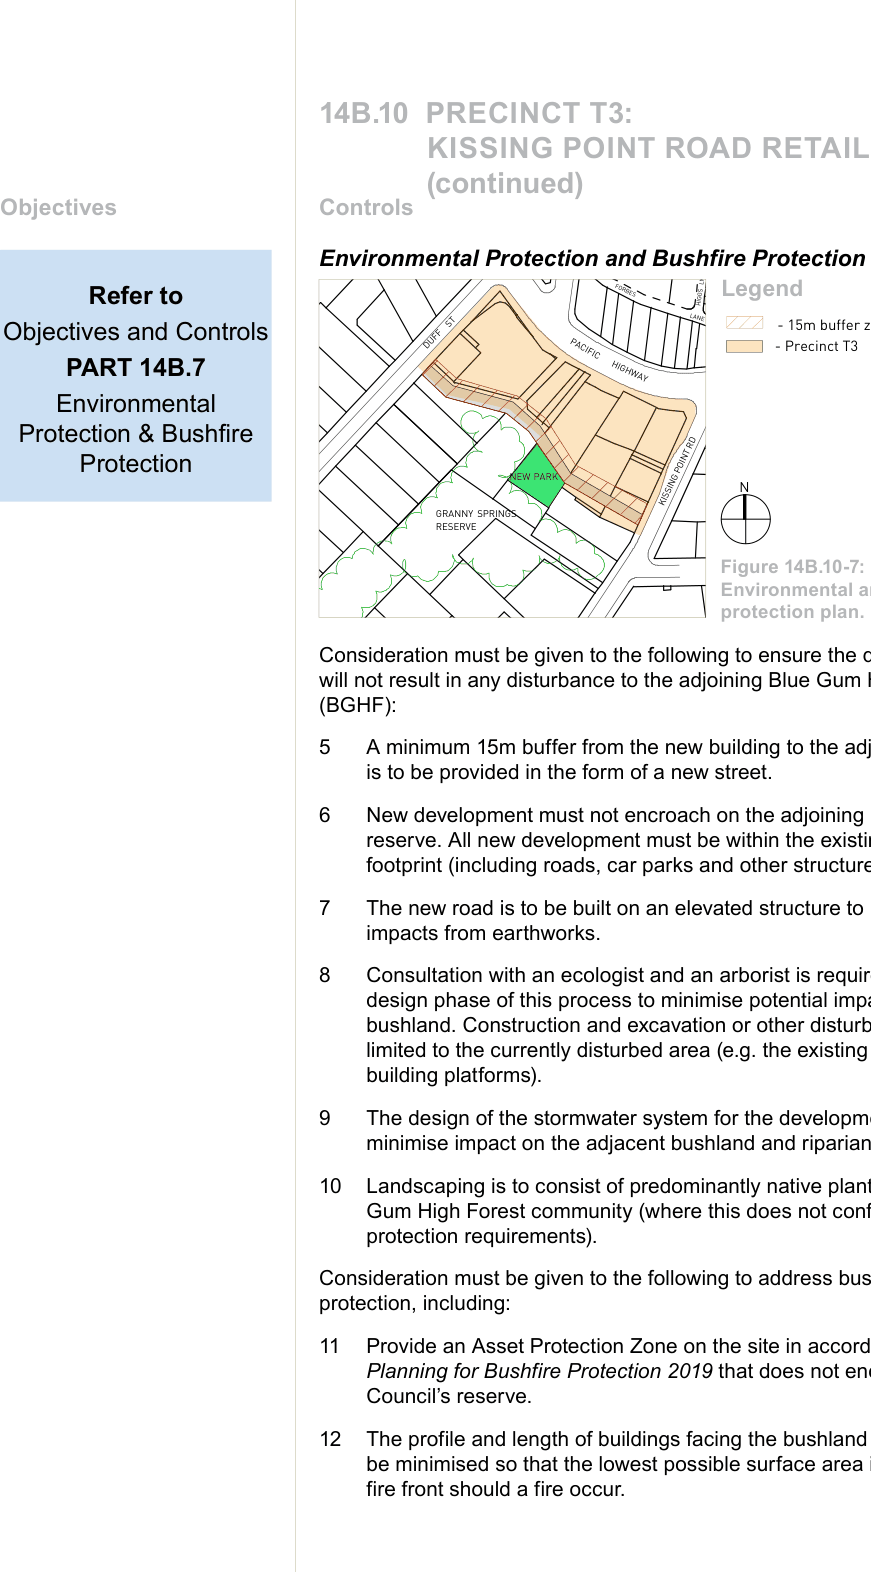 14B.10 PRECINCT T3:
KISSING POINT ROAD RETAIL
(continued)
Objectives
Controls
Refer to
Objectives and Controls
PART 14B.7
Environmental
Protection & Bushfire
Protection
Environmental Protection and Bushfire Protection
DUFF ST
FORBES
LANE
PACIFIC HIGHWAY
KISSING POINT RD
NEW PARK
GRANNY SPRINGS
RESERVE
Legend
- 15m buffer z
- Precinct T3
N
Figure 14B.10-7:
Environmental a
protection plan.
Consideration must be given to the following to ensure the d
will not result in any disturbance to the adjoining Blue Gum H
(BGHF):
5 A minimum 15m buffer from the new building to the adj
is to be provided in the form of a new street.
6 New development must not encroach on the adjoining
reserve. All new development must be within the existin
footprint (including roads, car parks and other structure
7 The new road is to be built on an elevated structure to
impacts from earthworks.
8 Consultation with an ecologist and an arborist is require
design phase of this process to minimise potential impa
bushland. Construction and excavation or other disturb
limited to the currently disturbed area (e.g. the existing
building platforms).
9 The design of the stormwater system for the developme
minimise impact on the adjacent bushland and riparian
10 Landscaping is to consist of predominantly native plant
Gum High Forest community (where this does not conf
protection requirements).
Consideration must be given to the following to address bus
protection, including:
11 Provide an Asset Protection Zone on the site in accord
Planning for Bushfire Protection 2019 that does not en
Council's reserve.
12 The profile and length of buildings facing the bushland
be minimised so that the lowest possible surface area i
fire front should a fire occur.